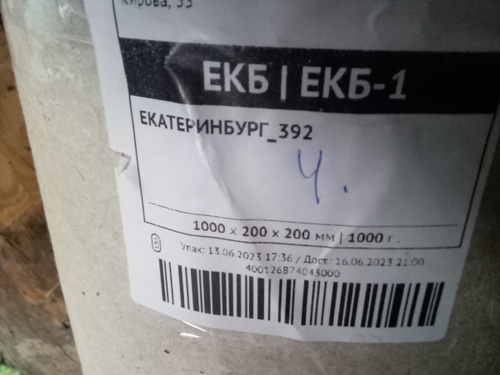 Кирова, 55
ЕКБ | ЕКБ-1
ЕКАТЕРИНБУРГ_392
Ч.
1000 x 200 x 200 мм | 1000 г.
Упак: 13.06.2023 17:36 / Дост: 16.06.2023 21:00
400126874043000